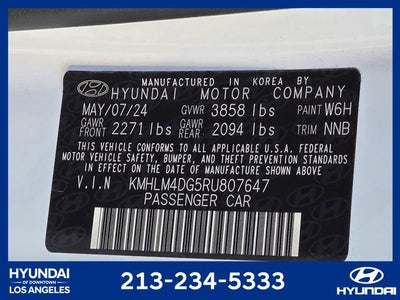 MANUFACTURED IN KOREA BY
HYUNDAI MOTOR COMPANY
MAY/07/24 GVWR 3858 lbs PAINT W6H
GAWR FRONT 2271 lbs GAWR REAR. 2094 lbs TRIM NNB
THIS VEHICLE CONFORMS TO ALL APPLICABLE U.S.A. FEDERAL
MOTOR VEHICLE SAFETY, BUMPER, AND THEFT PREVENTION STANDARDS
IN EFFECT ON THE DATE OF MANUFACTURE SHOWN ABOVE.
V.I.N KMHLM4DG5RU807647
PASSENGER CAR
HYUNDAI
OF DOWNTOWN
LOS ANGELES
213-234-5333
HYUNDAI